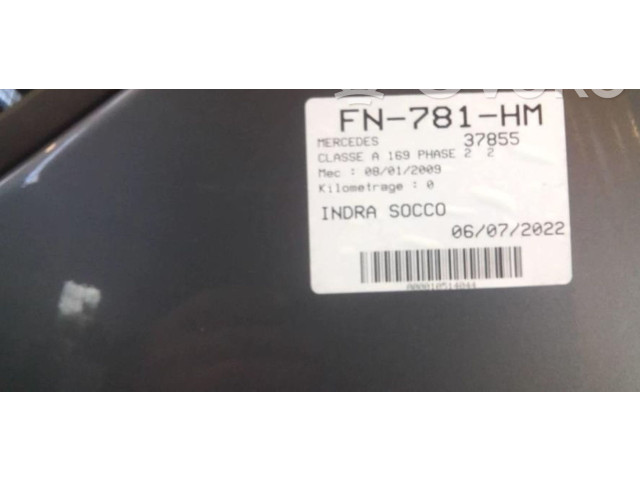 FN-781-HM
MERCEDES 37855
CLASSE A 169 PHASE 2 2
Mec : 08/01/2009
Kilometrage : 0
INDRA SOCCO
06/07/2022
A000010514044